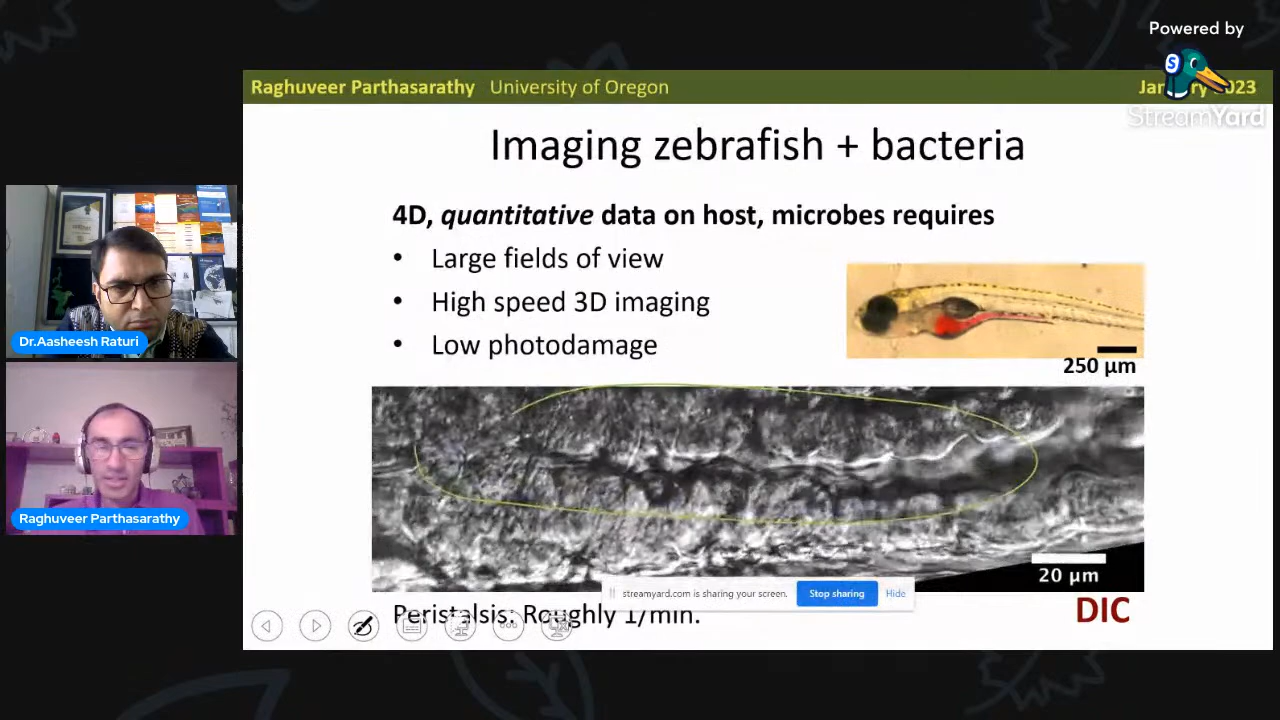 Powered by
StreamYard
Raghuveer Parthasarathy University of Oregon
2023
Imaging zebrafish + bacteria
4D, quantitative data on host, microbes requires
• Large fields of view
• High speed 3D imaging
• Low photodamage
250 µm
20 µm
DIC
Peristalsis: Roughly 1/min.
streamyard.com is sharing your screen.
Stop sharing
Hide
Dr.Aasheesh Raturi
Raghuveer Parthasarathy